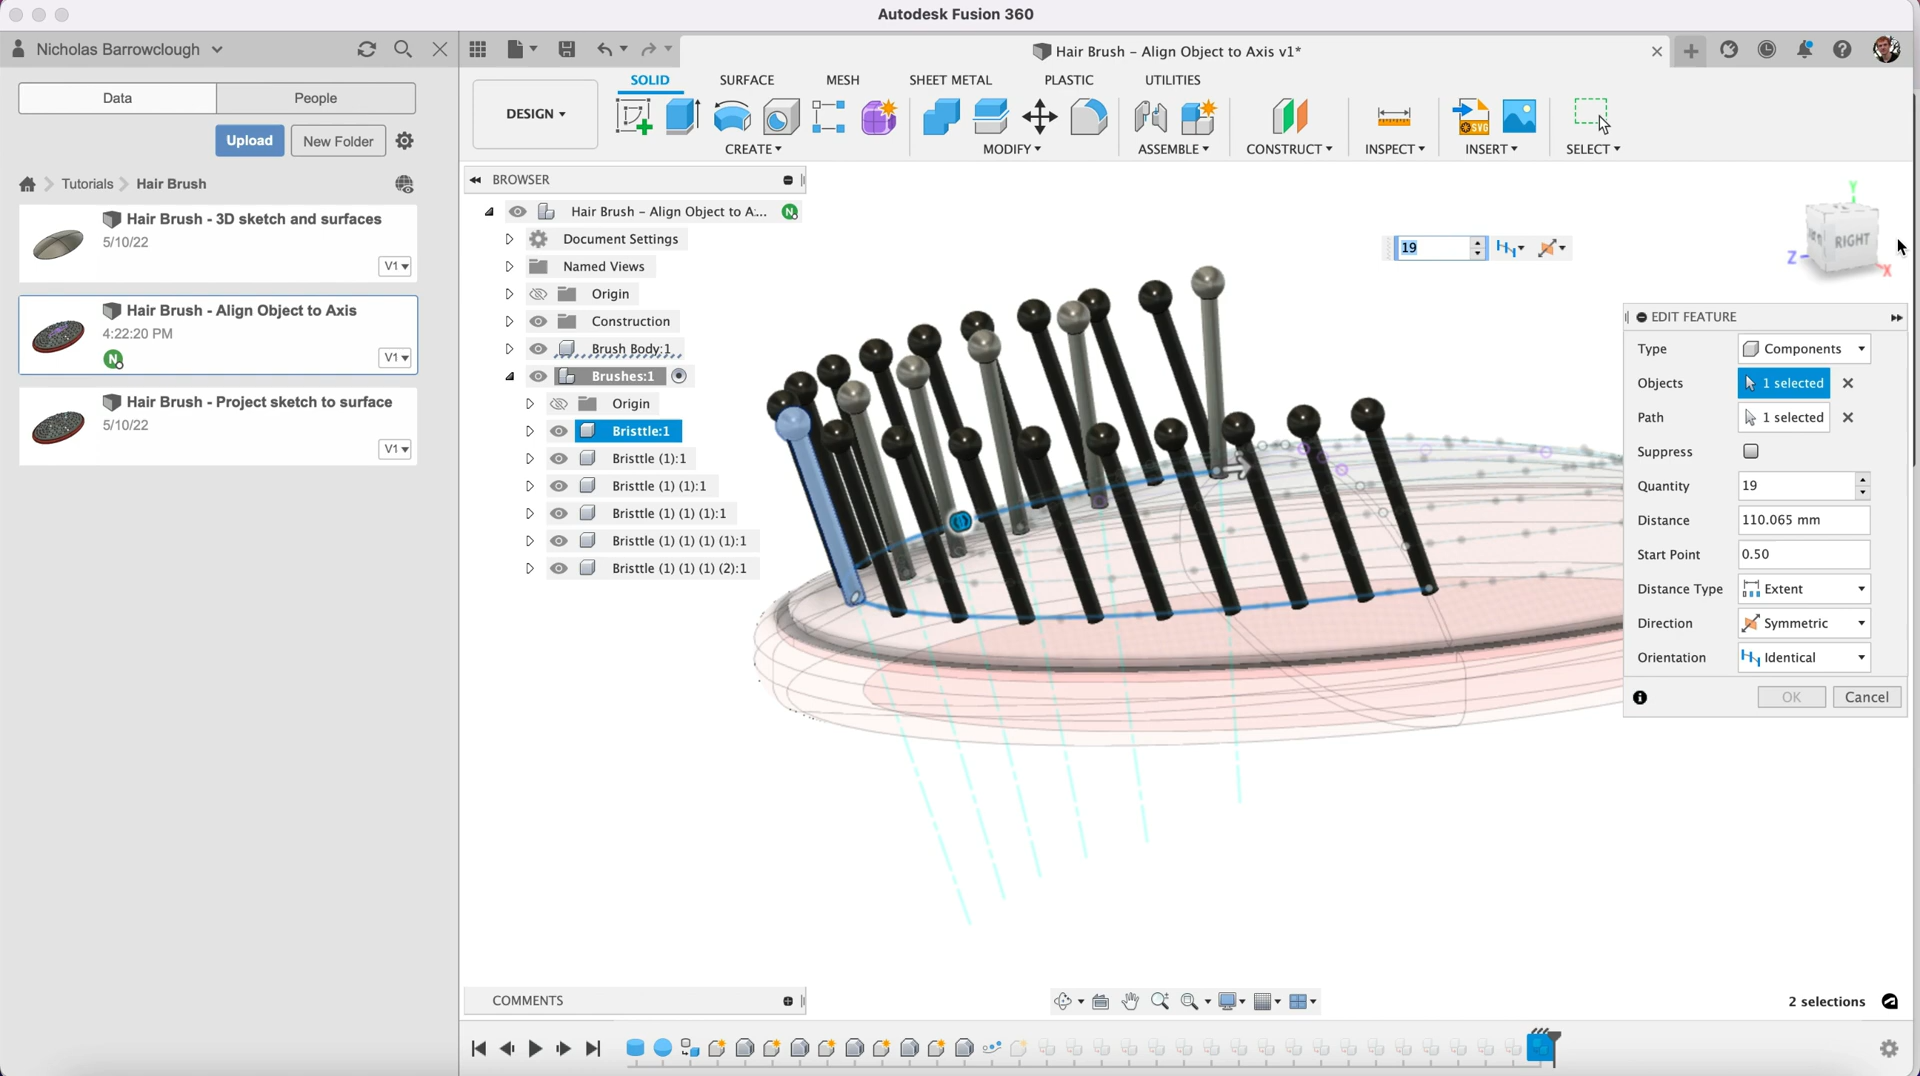 Autodesk Fusion 360
Nicholas Barrowclough
Hair Brush – Align Object to Axis v1*
Data
People
Upload
New Folder
Tutorials
Hair Brush
Hair Brush - 3D sketch and surfaces
5/10/22
V1
Hair Brush - Align Object to Axis
4:22:20 PM
N
V1
Hair Brush - Project sketch to surface
5/10/22
V1
DESIGN
SOLID
SURFACE
MESH
SHEET METAL
PLASTIC
UTILITIES
SVG
CREATE
MODIFY
ASSEMBLE
CONSTRUCT
INSPECT
INSERT
SELECT
BROWSER
Hair Brush – Align Object to A:...
N
Document Settings
Named Views
Origin
Construction
Brush Body:1
Brushes:1
Origin
Bristtle:1
Bristtle (1):1
Bristtle (1) (1):1
Bristtle (1) (1) (1):1
Bristtle (1) (1) (1) (1):1
Bristtle (1) (1) (1) (2):1
19
Y
RIGHT
Z
X
EDIT FEATURE
Type
Components
Objects
1 selected
Path
1 selected
Suppress
Quantity
19
Distance
110.065 mm
Start Point
0.50
Distance Type
Extent
Direction
Symmetric
Orientation
Identical
OK
Cancel
COMMENTS
2 selections